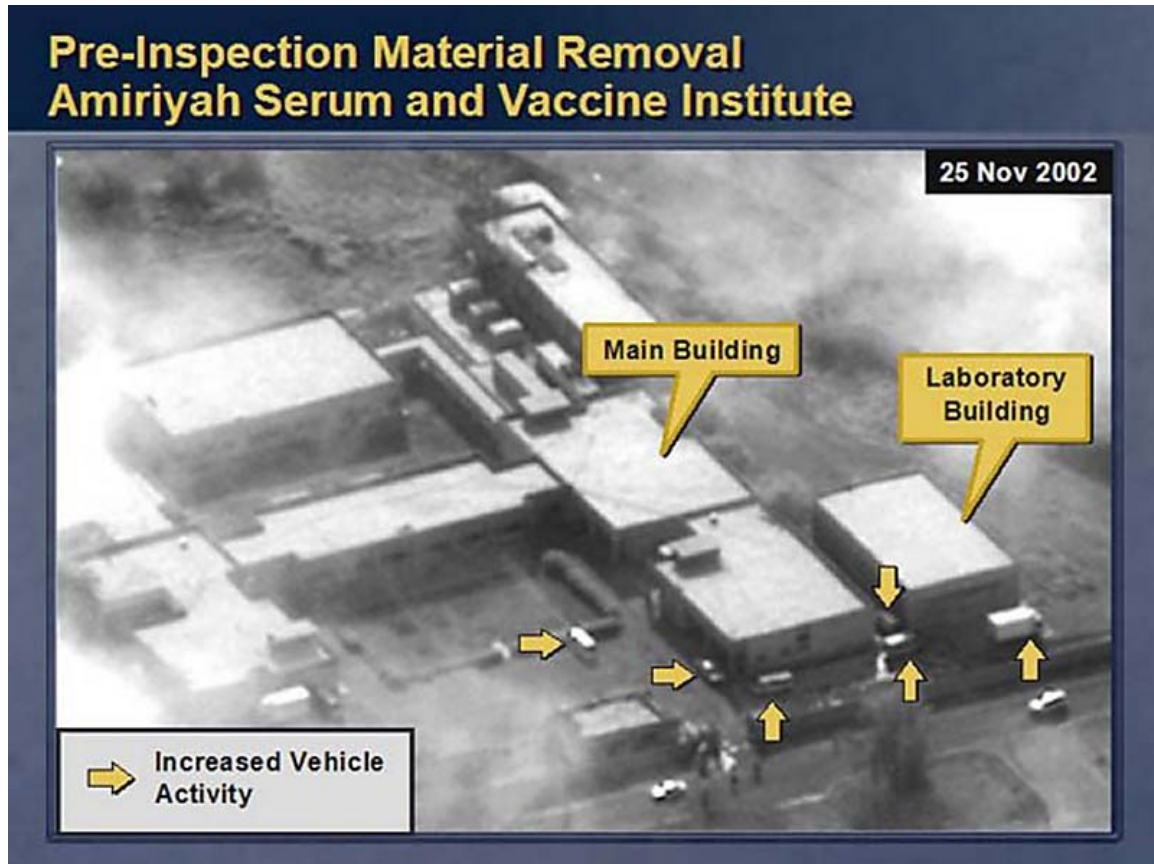 Pre-Inspection Material Removal
Amiriyah Serum and Vaccine Institute
25 Nov 2002
Main Building
Laboratory
Building
Increased Vehicle
Activity